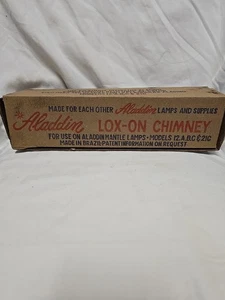 MADE FOR EACH OTHER Aladdin LAMPS AND SUPPLIES
Aladdin LOX-ON CHIMNEY
FOR USE ON ALADDIN MANTLE LAMPS - MODELS 12, A, B, C & 21C
MADE IN BRAZIL-PATENT INFORMATION ON REQUEST